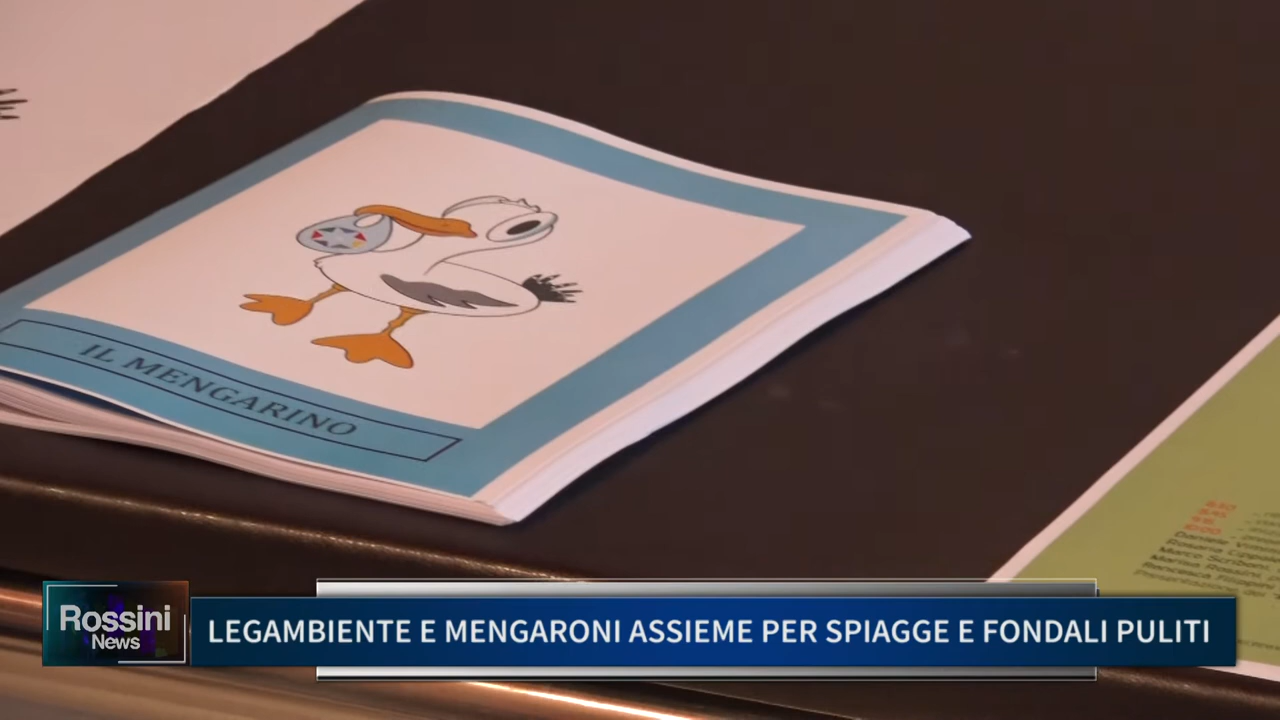 IL MENGARINO
Rossini
News
LEGAMBIENTE E MENGARONI ASSIEME PER SPIAGGE E FONDALI PULITI